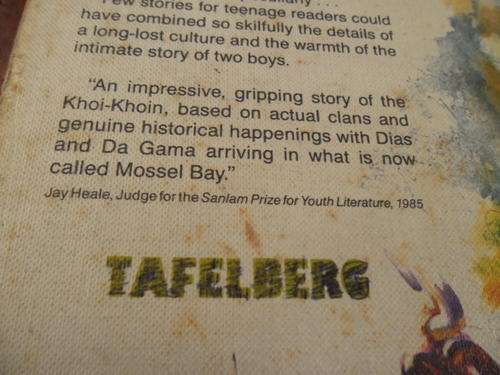 Few stories for teenage readers could
have combined so skilfully the details of
a long-lost culture and the warmth of the
intimate story of two boys.
"An impressive, gripping story of the
Khoi-Khoin, based on actual clans and
genuine historical happenings with Dias
and Da Gama arriving in what is now
called Mossel Bay."
Jay Heale, Judge for the Sanlam Prize for Youth Literature, 1985
TAFELBERG